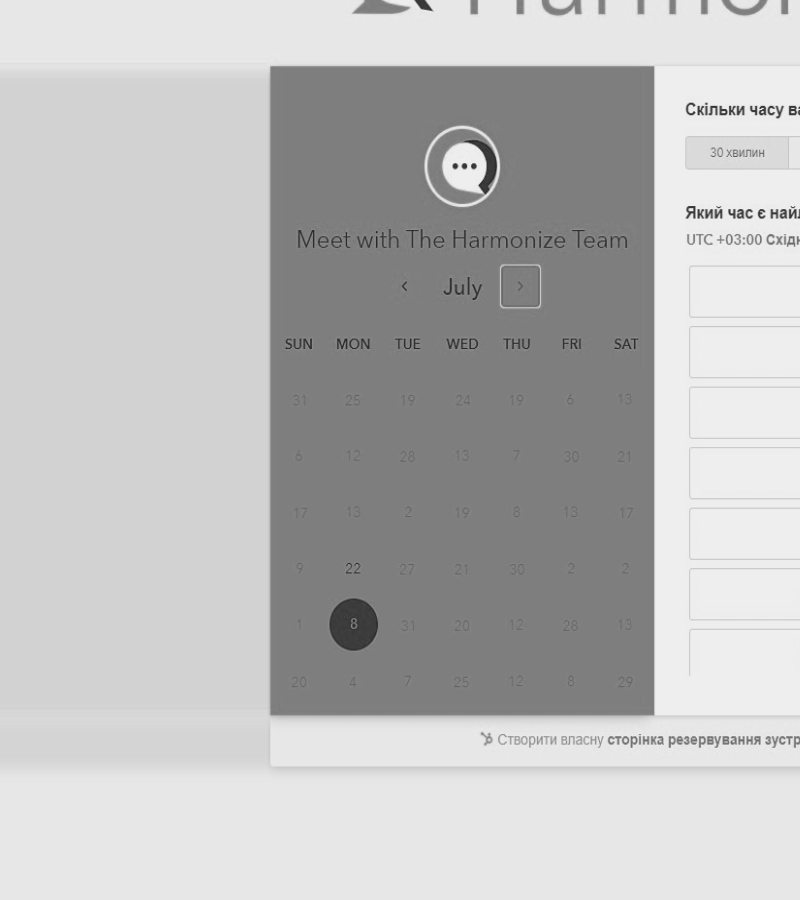 Harmon
Meet with The Harmonize Team
July
SUN MON TUE WED THU FRI SAT
31 25 19 24 19 6 13
6 12 28 13 7 30 21
17 13 2 19 8 13 17
9 22 27 21 30 2 2
1 8 31 20 12 28 13
20 4 7 25 12 8 29
Скільки часу ва
30 хвилин
Який час є най
UTC +03:00 Східн
Створити власну сторінка резервування зустр